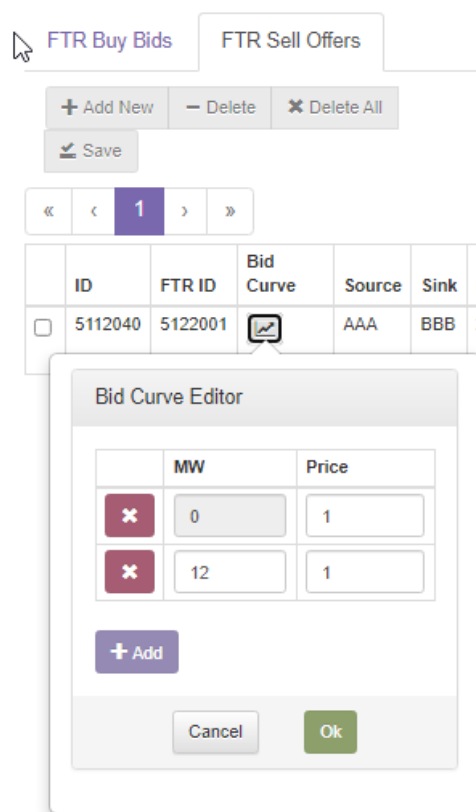 FTR Buy Bids FTR Sell Offers
+ Add New − Delete ✖ Delete All
Save
« ‹ 1 › »
ID FTR ID Bid Curve Source Sink
5112040 5122001 AAA BBB
Bid Curve Editor
MW Price
✖ 0 1
✖ 12 1
+ Add
Cancel Ok